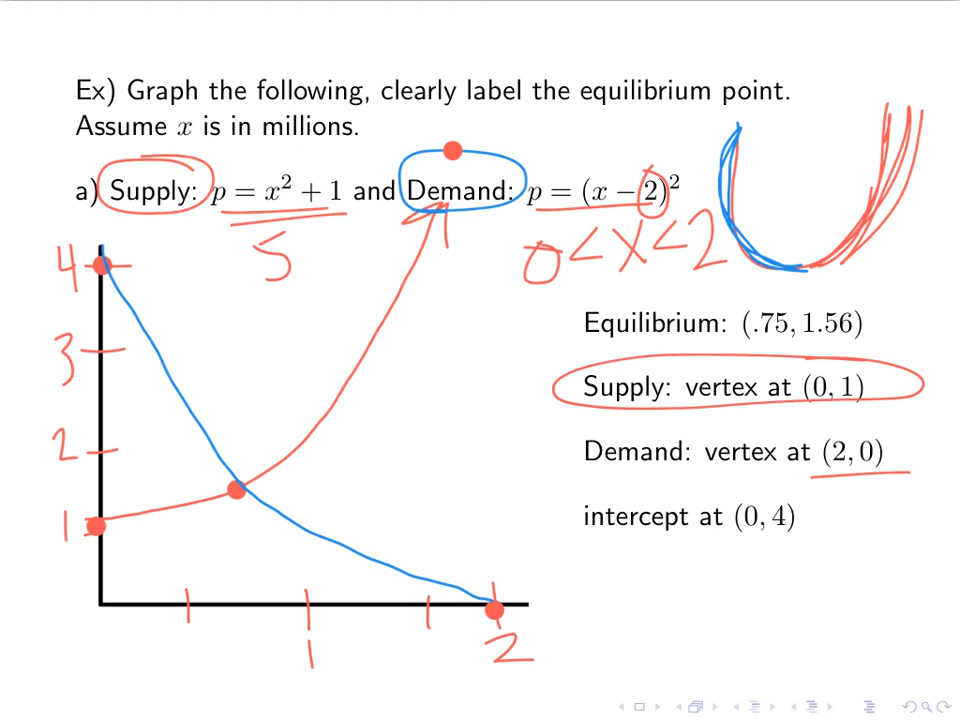 Ex) Graph the following, clearly label the equilibrium point.
Assume x is in millions.
a) Supply: p = x² + 1 and Demand: p = (x − 2)²
5
0 < x < 2
4
3
2
1
1
2
Equilibrium: (.75, 1.56)
Supply: vertex at (0, 1)
Demand: vertex at (2, 0)
intercept at (0, 4)